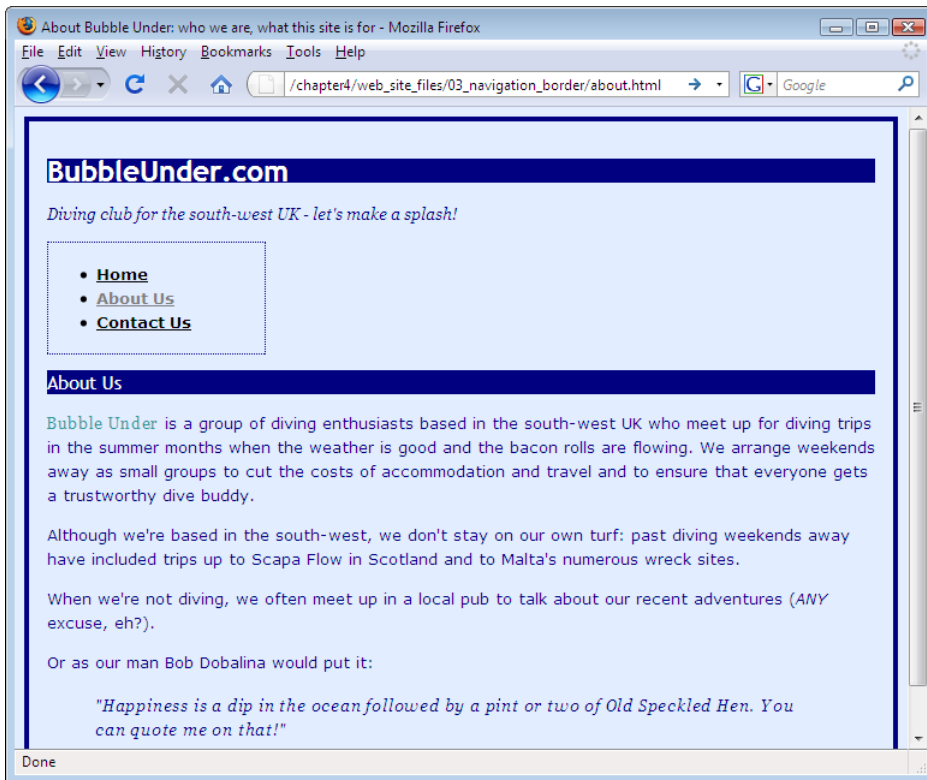 About Bubble Under: who we are, what this site is for - Mozilla Firefox
File Edit View History Bookmarks Tools Help
/chapter4/web_site_files/03_navigation_border/about.html
G Google
BubbleUnder.com
Diving club for the south-west UK - let's make a splash!
• Home
• About Us
• Contact Us
About Us
Bubble Under is a group of diving enthusiasts based in the south-west UK who meet up for diving trips
in the summer months when the weather is good and the bacon rolls are flowing. We arrange weekends
away as small groups to cut the costs of accommodation and travel and to ensure that everyone gets
a trustworthy dive buddy.
Although we're based in the south-west, we don't stay on our own turf: past diving weekends away
have included trips up to Scapa Flow in Scotland and to Malta's numerous wreck sites.
When we're not diving, we often meet up in a local pub to talk about our recent adventures (ANY
excuse, eh?).
Or as our man Bob Dobalina would put it:
"Happiness is a dip in the ocean followed by a pint or two of Old Speckled Hen. You
can quote me on that!"
Done